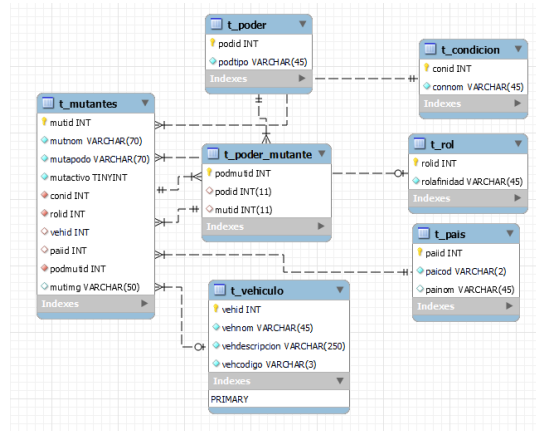 t_poder
podid INT
podtipo VARCHAR(45)
Indexes
t_condicion
conid INT
connom VARCHAR(45)
Indexes
t_mutantes
mutid INT
mutnom VARCHAR(70)
mutapodo VARCHAR(70)
mutactivo TINYINT
conid INT
rolid INT
vehid INT
paiid INT
podmutid INT
mutimg VARCHAR(50)
Indexes
t_poder_mutante
podmutid INT
podid INT(11)
mutid INT(11)
Indexes
t_rol
rolid INT
rolafinidad VARCHAR(45)
Indexes
t_pais
paiid INT
paicod VARCHAR(2)
painom VARCHAR(45)
Indexes
t_vehiculo
vehid INT
vehnom VARCHAR(45)
vehdescripcion VARCHAR(250)
vehcodigo VARCHAR(3)
Indexes
PRIMARY